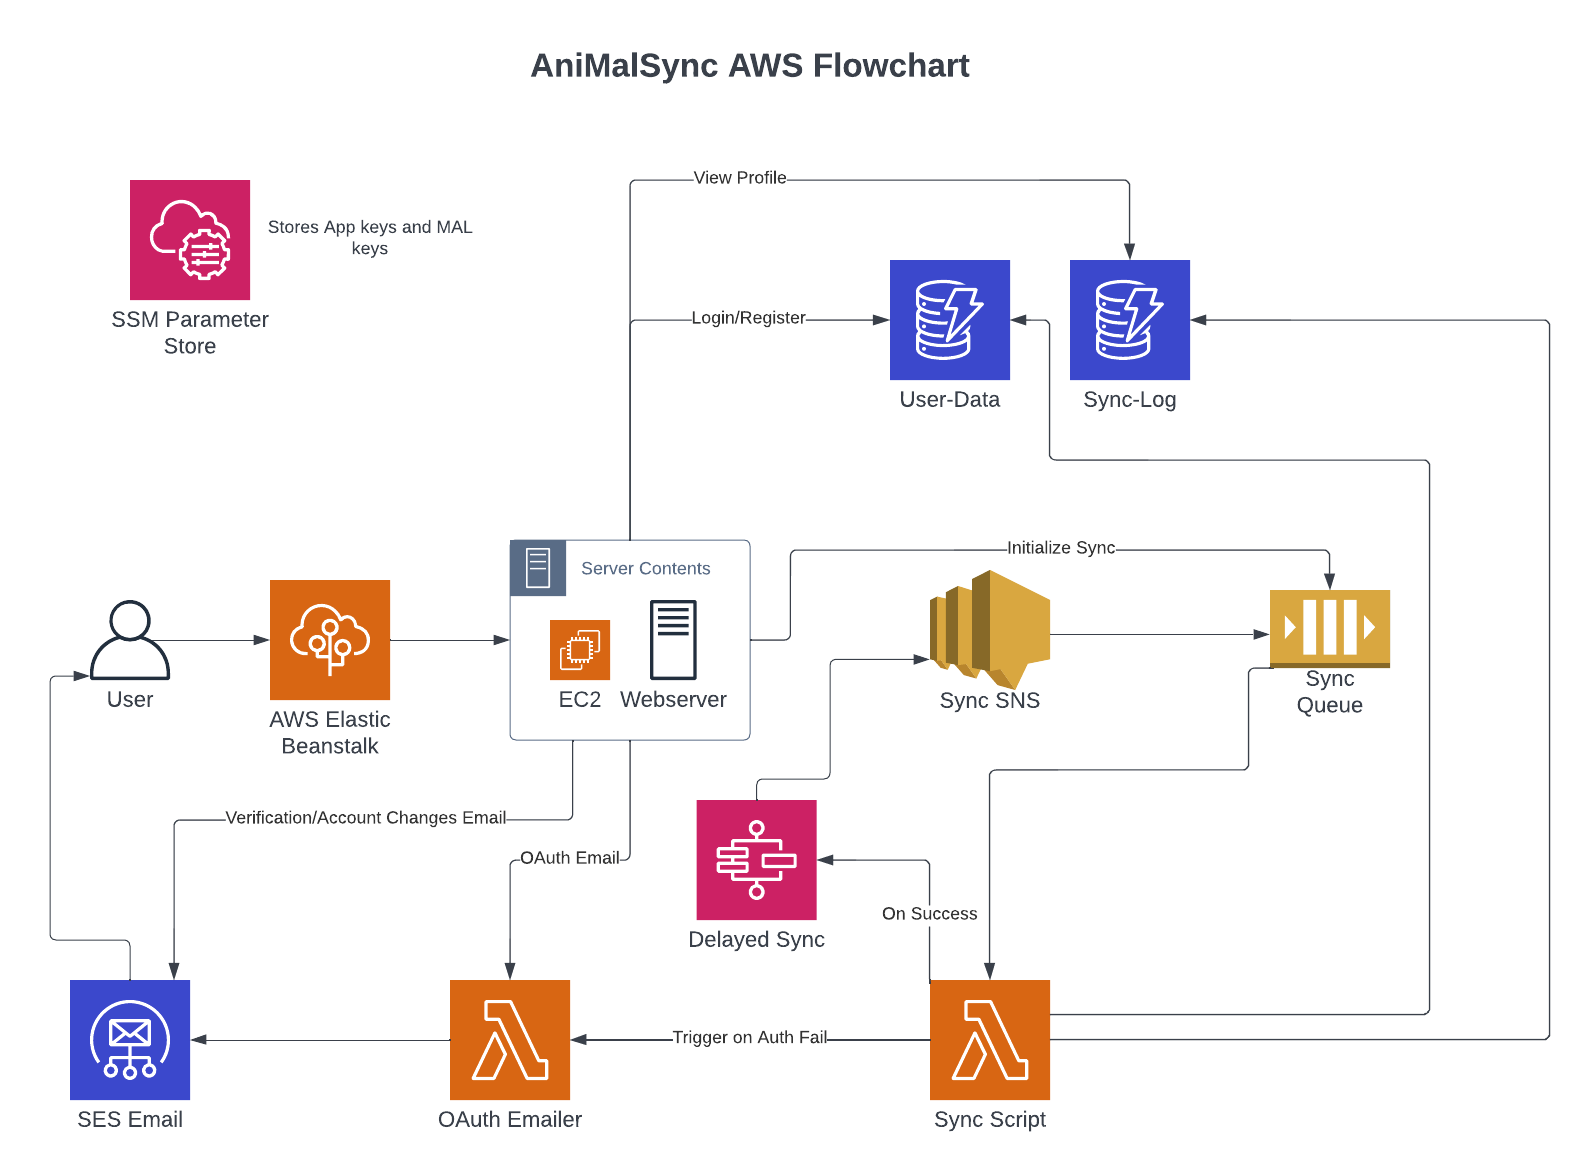 AniMalSync AWS Flowchart
View Profile
Stores App keys and MAL
keys
SSM Parameter
Store
Login/Register
User-Data
Sync-Log
Initialize Sync
Server Contents
EC2
Webserver
User
AWS Elastic
Beanstalk
Sync SNS
Sync
Queue
Verification/Account Changes Email
OAuth Email
On Success
Delayed Sync
Trigger on Auth Fail
SES Email
OAuth Emailer
Sync Script